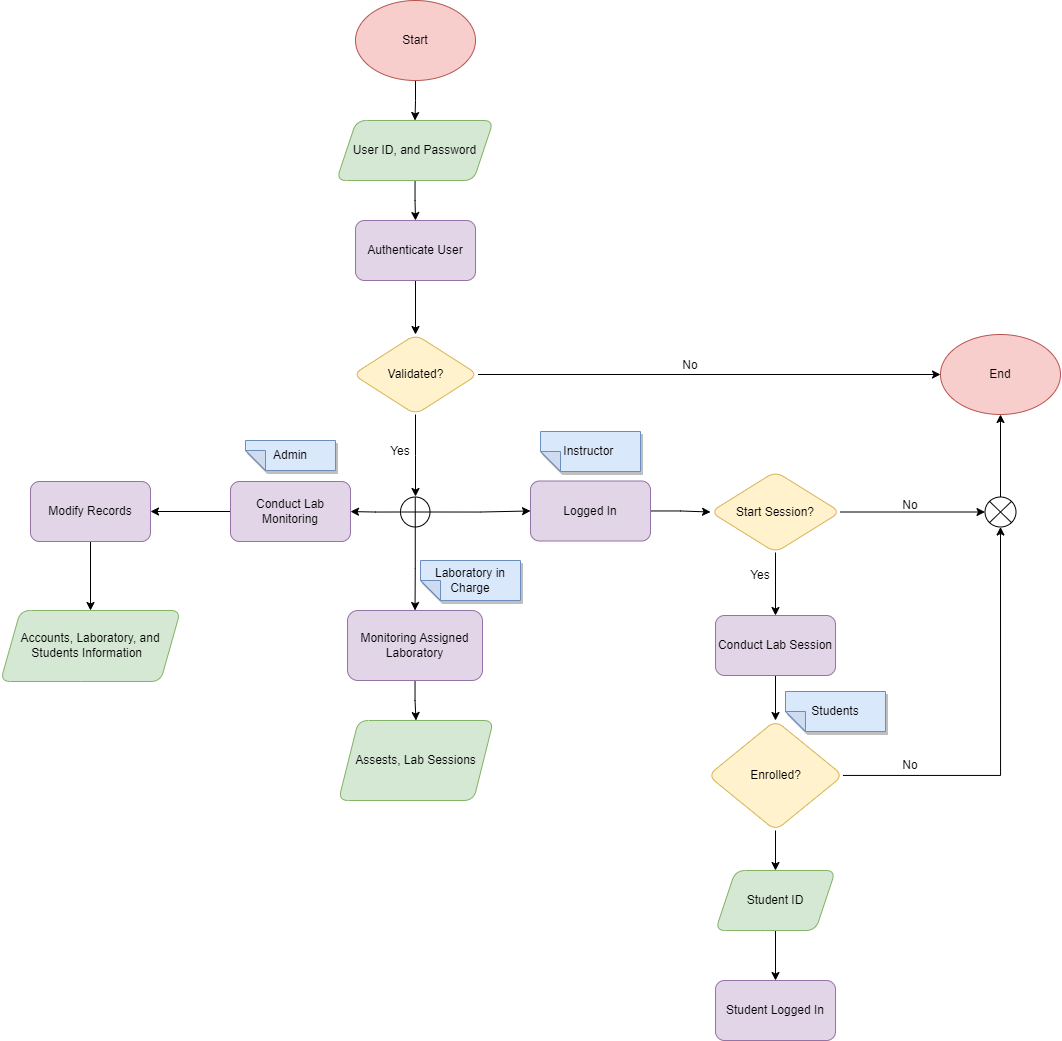 Start
User ID, and Password
Authenticate User
Validated?
No
End
Yes
Admin
Instructor
Modify Records
Conduct Lab
Monitoring
Logged In
Start Session?
No
Laboratory in
Charge
Yes
Accounts, Laboratory, and
Students Information
Monitoring Assigned
Laboratory
Conduct Lab Session
Students
Assests, Lab Sessions
Enrolled?
No
Student ID
Student Logged In